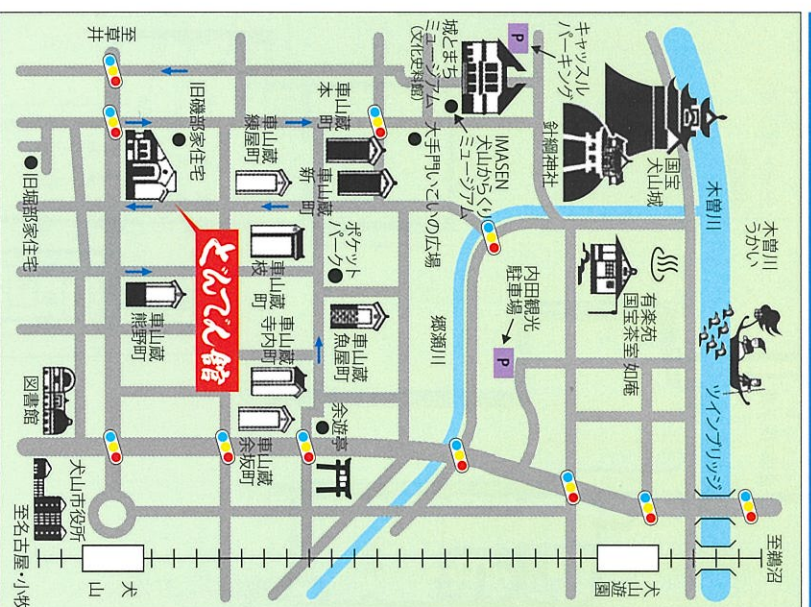 至草井
旧磯部家住宅
車山蔵
練屋町
車山蔵
本町
車山蔵
新町
城とまち
ミュージアム
(文化史料館)
IMASEN
犬山からくり
ミュージアム
大手門いこいの広場
P
キャッスル
パーキング
針綱神社
国宝
犬山城
木曽川
木曽川
うかい
旧堀部家住宅
どんでん館
ポケット
パーク
車山蔵
枝町
車山蔵
寺内町
車山蔵
魚屋町
車山蔵
熊野町
車山蔵
余坂町
余遊亭
郷瀬川
内田観光
駐車場
P
有楽苑
国宝茶室 如庵
ツインブリッジ
図書館
犬山市役所
至名古屋・小牧
犬山
犬山遊園
至鵜沼